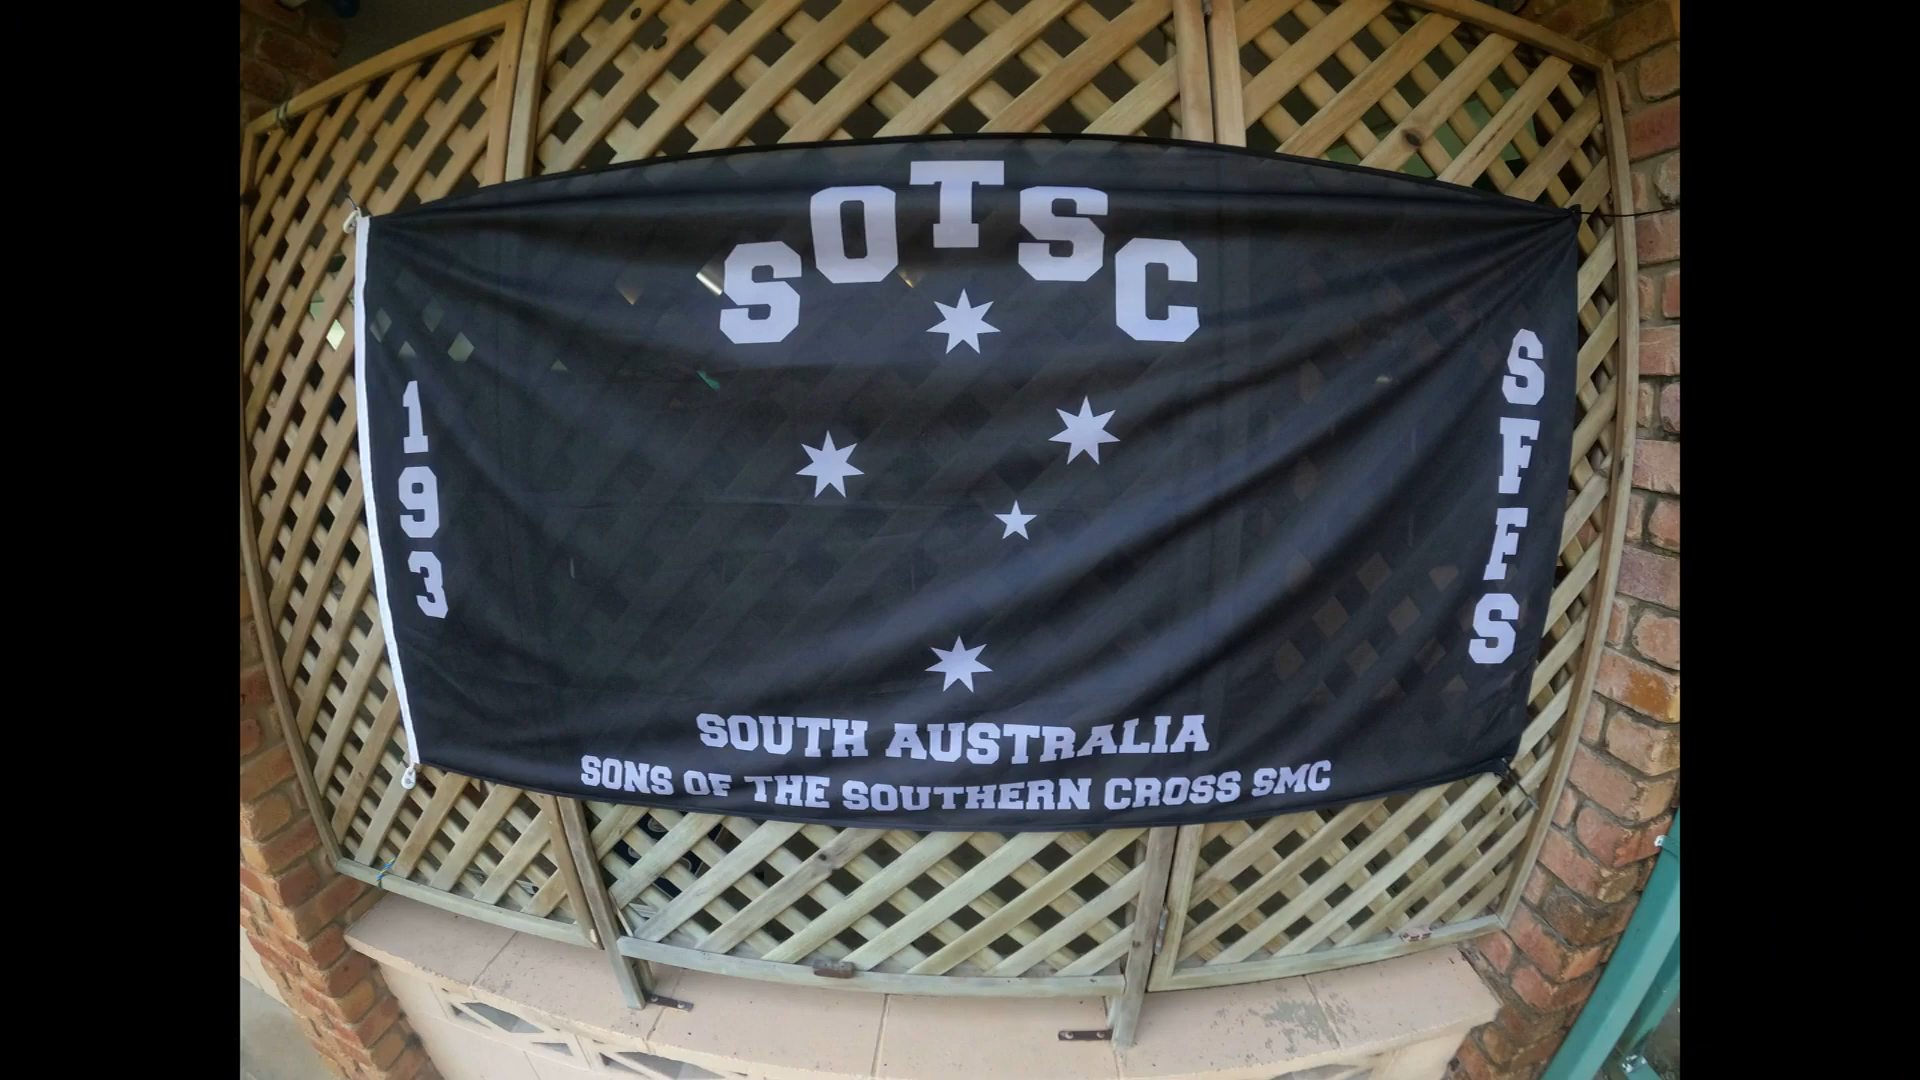 SOTSC
193
SFFS
SOUTH AUSTRALIA
SONS OF THE SOUTHERN CROSS SMC